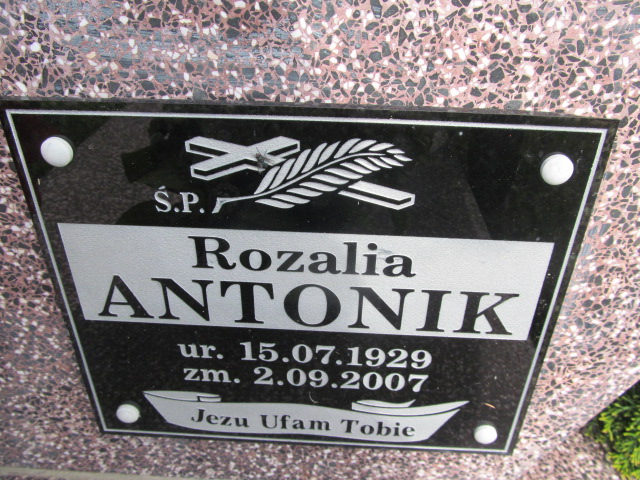 Ś.P.
Rozalia
ANTONIK
ur. 15.07.1929
zm. 2.09.2007
Jezu Ufam Tobie